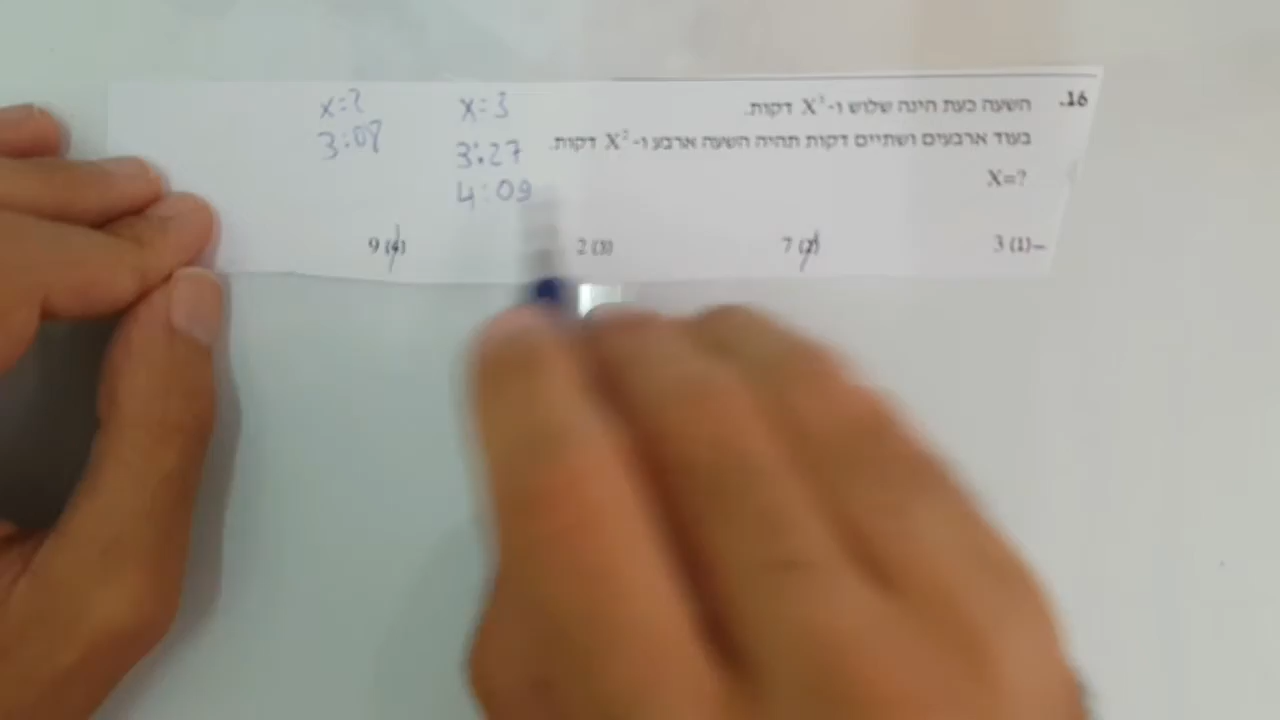 16. השעה כעת הינה שלוש ו-X³ דקות.
בעוד ארבעים ושתיים דקות תהיה השעה ארבע ו-X² דקות.
X=?
3 (1) 7 (2) 2 (3) 9 (4)
x=3
3:27
4:09
x=2
3:08